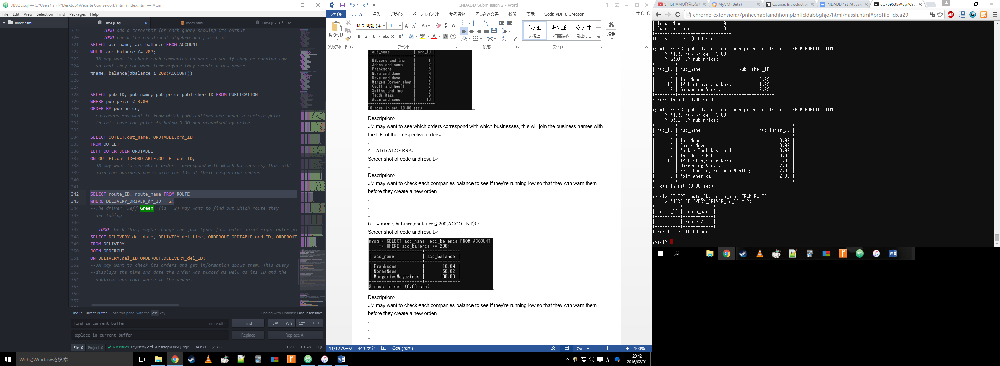 DBSQL.sql — C:¥Users¥マット¥Desktop¥Website Coursework¥html¥index.html — Atom
File Edit View Selection Find Packages Help
index.html
DBSQL.sql
index.html
DBSQL - コピー.sql
319 -- TODO add a screeshot for each query showing its output
320 -- TODO check the relational algebra and finish it
321 SELECT acc_name, acc_balance FROM ACCOUNT
322 WHERE acc_balance <= 200;
323 --JM may want to check each companies balance to see if they're running low
324 --so that they can warn them before they create a new order
325 πname, balance(σbalance ≤ 200(ACCOUNT))
326
327
328 SELECT pub_ID, pub_name, pub_price publisher_ID FROM PUBLICATION
329 WHERE pub_price < 3.00
330 ORDER BY pub_price;
331 --customers may want to know which publications are under a certain price
332 --in this case the price is below 3.00 and organised by price.
333
334 SELECT OUTLET.out_name, ORDTABLE.ord_ID
335 FROM OUTLET
336 LEFT OUTER JOIN ORDTABLE
337 ON OUTLET.out_ID=ORDTABLE.OUTLET_out_ID;
338 --JM may want to see which orders correspond with which businesses, this will
339 --join the business names with the IDs of their respective orders
340
341
342 SELECT route_ID, route_name FROM ROUTE
343 WHERE DELIVERY_DRIVER_dr_ID = 2;
344 --The driver 'Jeff Green' (id = 2) may want to find out which route they
345 --are taking
346
347 -- TODO check this, maybe change the join type? full outer join? right outer jo
348 SELECT DELIVERY.del_date, DELIVERY.del_time, ORDEROUT.ORDTABLE_ord_ID, ORDEROUT
349 FROM DELIVERY
350 JOIN ORDEROUT
351 ON DELIVERY.del_ID=ORDEROUT.DELIVERY_del_ID;
352 --JM may want to check its orders and get information about them. This query
353 --displays the time and date the order was placed as well as its ID and the
354 --publications that where in the order.
355
356
357
Find in Current Buffer Close this panel with the esc key
Finding with Options: Case Insensitive
Find in current buffer no results Find .* Aa
Replace in current buffer Replace Replace All
File 0 Project 0 No Issues C:\Users\マット\Desktop\DBSQL.sql* 343:33 (2, 72) CRLF UTF-8 SQL
INDADD Submission 2 - Word
ファイル ホーム 挿入 デザイン ページ レイアウト 参考資料 差し込み文書 校閲 表示 Soda PDF 8 Creator サインイン
貼り付け
ＭＳ 明朝 (本 11
あア亜 標準
あア亜 行間詰め
あア亜 見出し 1
編集
クリップボード フォント 段落 スタイル
| out_name | ord_ID |
| Bibsons and Inc | 1 |
| Johns and sons | 2 |
| Franksons | 3 |
| Nora and Jane | 4 |
| Dave and dave | 5 |
| Marges Corner shop | 6 |
| Geoff and Geoff | 7 |
| Smiths and inc | 8 |
| Tedds Mags | 9 |
| Adam and sons | 10 |
10 rows in set (0.00 sec)
Description:
JM may want to see which orders correspond with which businesses, this will join the business names with
the IDs of their respective orders
4. ADD ALGEBRA
Screenshot of code and result:
Description:
JM may want to check each companies balance to see if they're running low so that they can warn them
before they create a new order
5. π name, balance(σbalance ≤ 200(ACCOUNT))
Screenshot of code and result:
mysql> SELECT acc_name, acc_balance FROM ACCOUNT
-> WHERE acc_balance <= 200;
| acc_name | acc_balance |
| Franksons | 10.04 |
| NorasNews | 50.02 |
| MargariesMagazines | 100.00 |
3 rows in set (0.00 sec)
Description:
JM may want to check each companies balance to see if they're running low so that they can warn them
before they create a new order
11/12 ページ 449 文字 英語 (米国) 100%
SHISHAMO「僕に彼
MyVM (Beta)
Course: Introduction
INDADD 1st Att csw
up769535@up7695
chrome-extension://pnhechapfaindjhompbnflcldabbghjo/html/nassh.html#profile-id:ca29
| Tedds Mags | 9 |
| Adam and sons | 10 |
10 rows in set (0.00 sec)
mysql> SELECT pub_ID, pub_name, pub_price publisher_ID FROM PUBLICATION
-> WHERE pub_price < 3.00
-> GROUP BY pub_price;
| pub_ID | pub_name | publisher_ID |
| 3 | The Moon | 0.99 |
| 10 | TV Listings and News | 1.99 |
| 2 | Gardening Weekly | 2.99 |
3 rows in set (0.00 sec)
mysql> SELECT pub_ID, pub_name, pub_price publisher_ID FROM PUBLICATION
-> WHERE pub_price < 3.00
-> ORDER BY pub_price;
| pub_ID | pub_name | publisher_ID |
| 3 | The Moon | 0.99 |
| 5 | Daily News | 0.99 |
| 6 | Weekly Tech Download | 0.99 |
| 7 | The Daily BDC | 0.99 |
| 10 | TV Listings and News | 1.99 |
| 2 | Gardening Weekly | 2.99 |
| 4 | Best Cooking Recipes Monthly | 2.99 |
| 8 | Wolf America | 2.99 |
8 rows in set (0.00 sec)
mysql> SELECT route_ID, route_name FROM ROUTE
-> WHERE DELIVERY_DRIVER_dr_ID = 2;
| route_ID | route_name |
| 2 | Route 2 |
1 row in set (0.00 sec)
mysql>
WebとWindowsを検索
20:42
2016/02/01